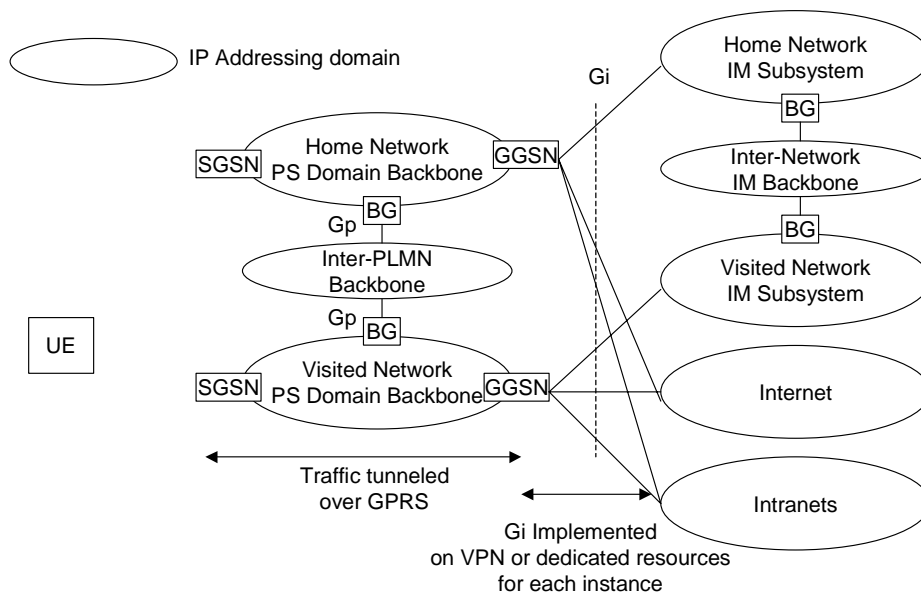 IP Addressing domain
Home Network
IM Subsystem
Gi
BG
Home Network
PS Domain Backbone
SGSN
GGSN
Inter-Network
IM Backbone
BG
Gp
BG
Inter-PLMN
Backbone
Visited Network
IM Subsystem
Gp
BG
UE
Visited Network
PS Domain Backbone
SGSN
GGSN
Internet
Traffic tunneled
over GPRS
Intranets
Gi Implemented
on VPN or dedicated resources
for each instance